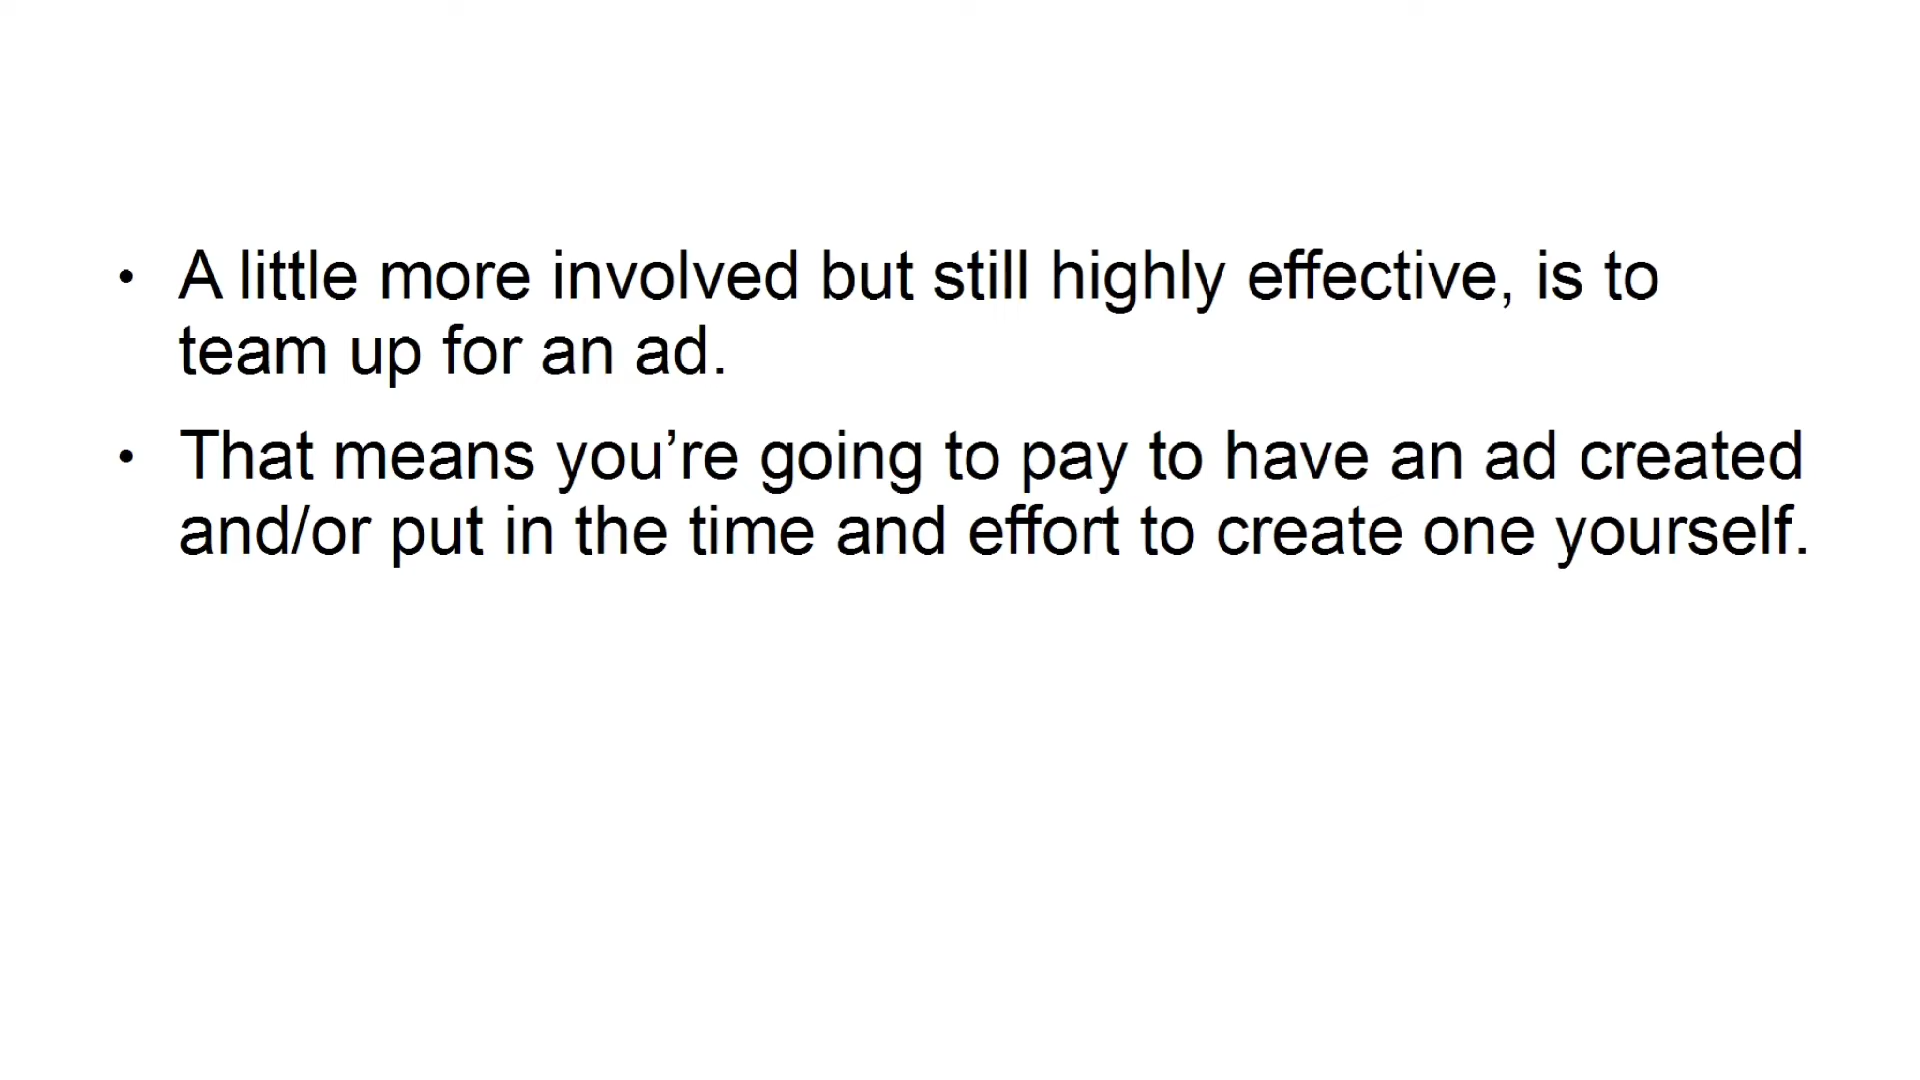 • A little more involved but still highly effective, is to
team up for an ad.
• That means you’re going to pay to have an ad created
and/or put in the time and effort to create one yourself.